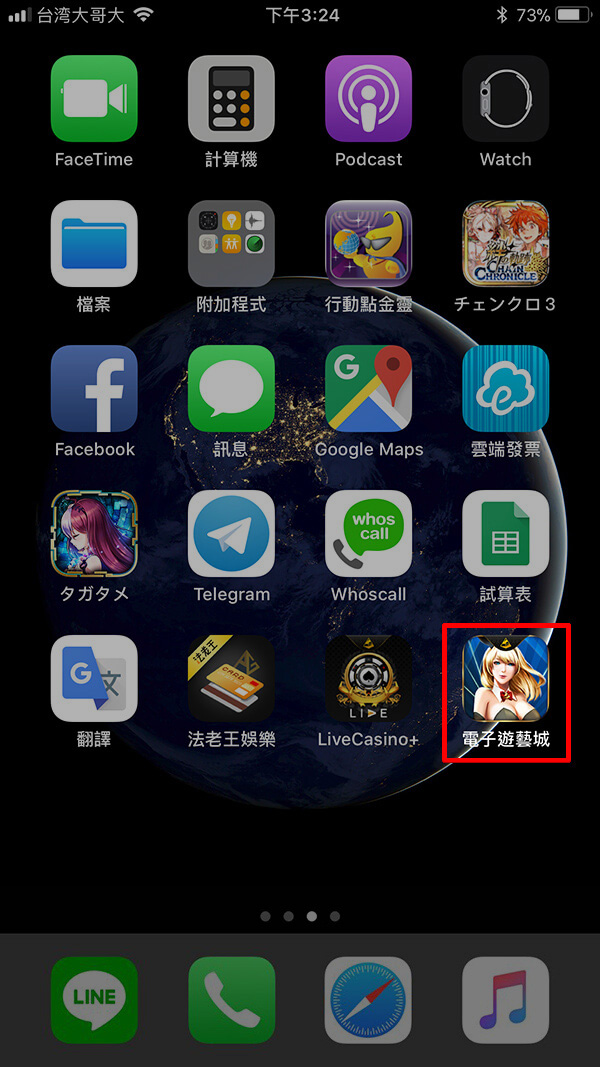 台湾大哥大
下午3:24
73%
FaceTime
計算機
Podcast
Watch
CHAIN
CHRONICLE
檔案
附加程式
行動點金靈
チェンクロ3
G
f
Facebook
訊息
Google Maps
雲端發票
whos
call
タガタメ
Telegram
Whoscall
試算表
G
文
法老王
CARD
LIVE
翻譯
法老王娛樂
LiveCasino+
電子遊藝城
LINE